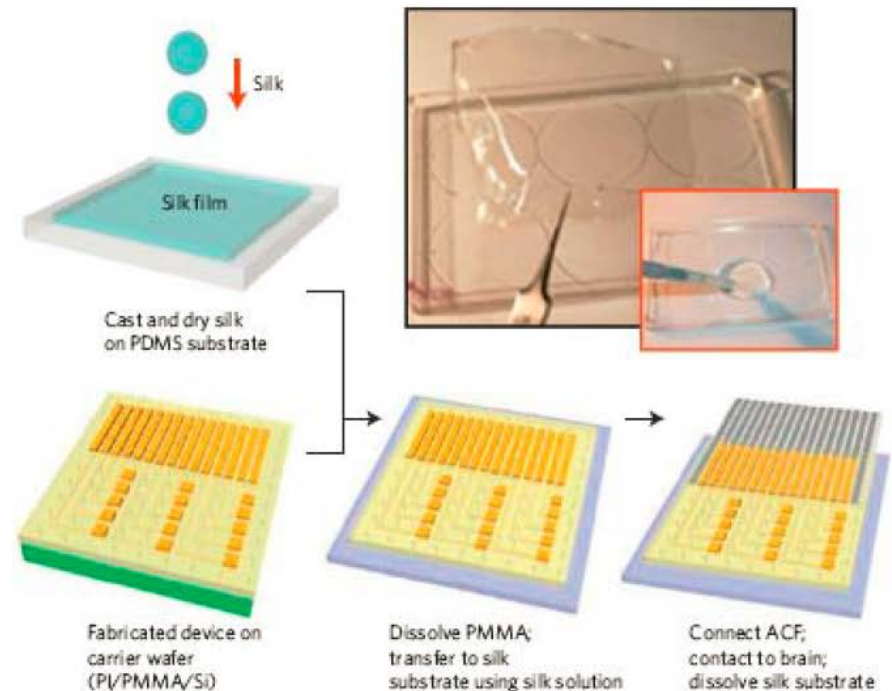 Silk
Silk film
Cast and dry silk
on PDMS substrate
Fabricated device on
carrier wafer
(PI/PMMA/Si)
Dissolve PMMA;
transfer to silk
substrate using silk solution
Connect ACF;
contact to brain;
dissolve silk substrate